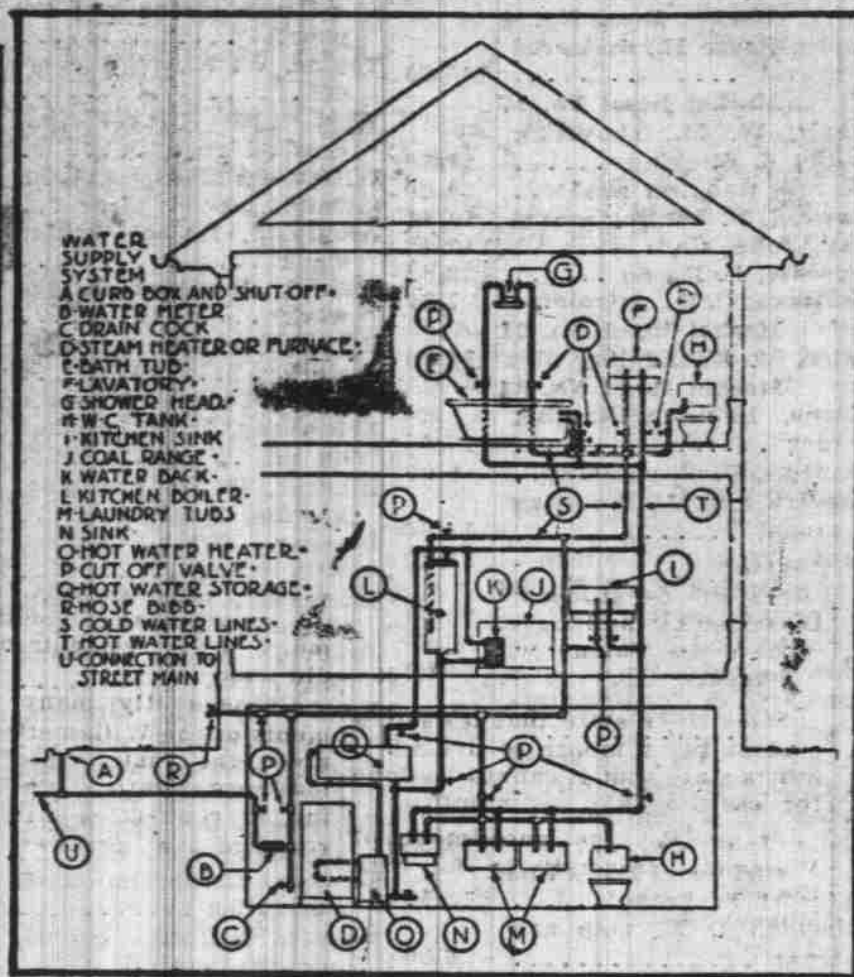 WATER
SUPPLY
SYSTEM
A CURB BOX AND SHUT-OFF·
B·WATER METER
C·DRAIN COCK
D·STEAM HEATER OR FURNACE·
E·BATH TUB·
F·LAVATORY·
G·SHOWER HEAD·
H·W·C·TANK·
I·KITCHEN SINK
J COAL RANGE·
K WATER BACK·
L KITCHEN BOILER·
M·LAUNDRY TUBS
N SINK·
O·HOT WATER HEATER·
P·CUT OFF VALVE·
Q·HOT WATER STORAGE·
R·HOSE BIBB·
S COLD WATER LINES·
T HOT WATER LINES·
U·CONNECTION TO
STREET MAIN
G
P
F
H
S
T
P
L
K
J
I
P
A
R
P
Q
P
U
B
H
C
D
O
N
M